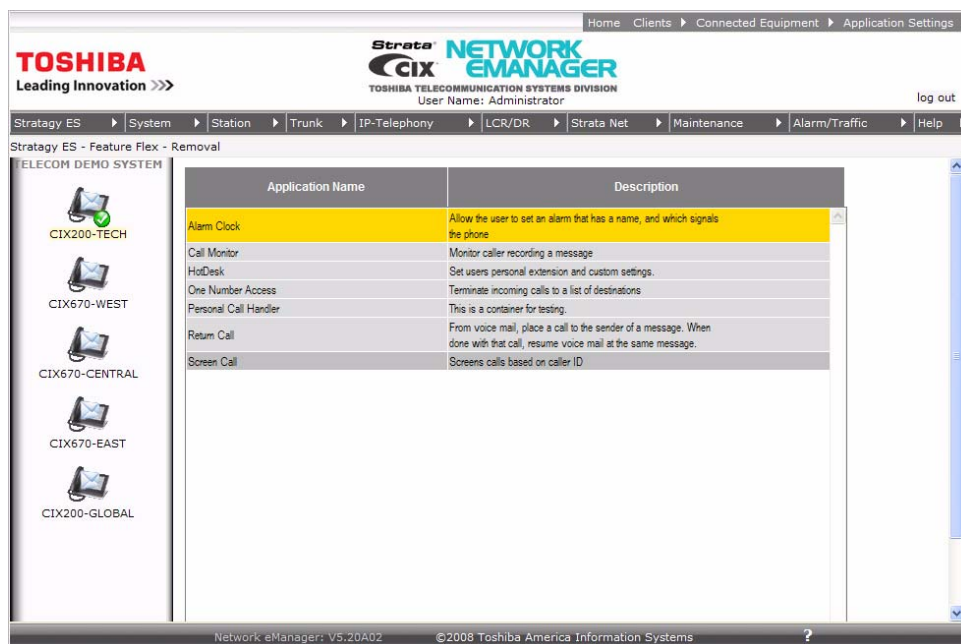 Home Clients Connected Equipment Application Settings
TOSHIBA
Leading Innovation >>>
Strata CIX NETWORK EMANAGER
TOSHIBA TELECOMMUNICATION SYSTEMS DIVISION
User Name: Administrator
log out
Stratagy ES System Station Trunk IP-Telephony LCR/DR Strata Net Maintenance Alarm/Traffic Help
Stratagy ES - Feature Flex - Removal
TELECOM DEMO SYSTEM
CIX200-TECH
CIX670-WEST
CIX670-CENTRAL
CIX670-EAST
CIX200-GLOBAL
Application Name Description
Alarm Clock Allow the user to set an alarm that has a name, and which signals
the phone
Call Monitor Monitor caller recording a message
HotDesk Set users personal extension and custom settings.
One Number Access Terminate incoming calls to a list of destinations
Personal Call Handler This is a container for testing.
Return Call From voice mail, place a call to the sender of a message. When
done with that call, resume voice mail at the same message.
Screen Call Screens calls based on caller ID
Network eManager: V5.20A02 ©2008 Toshiba America Information Systems ?